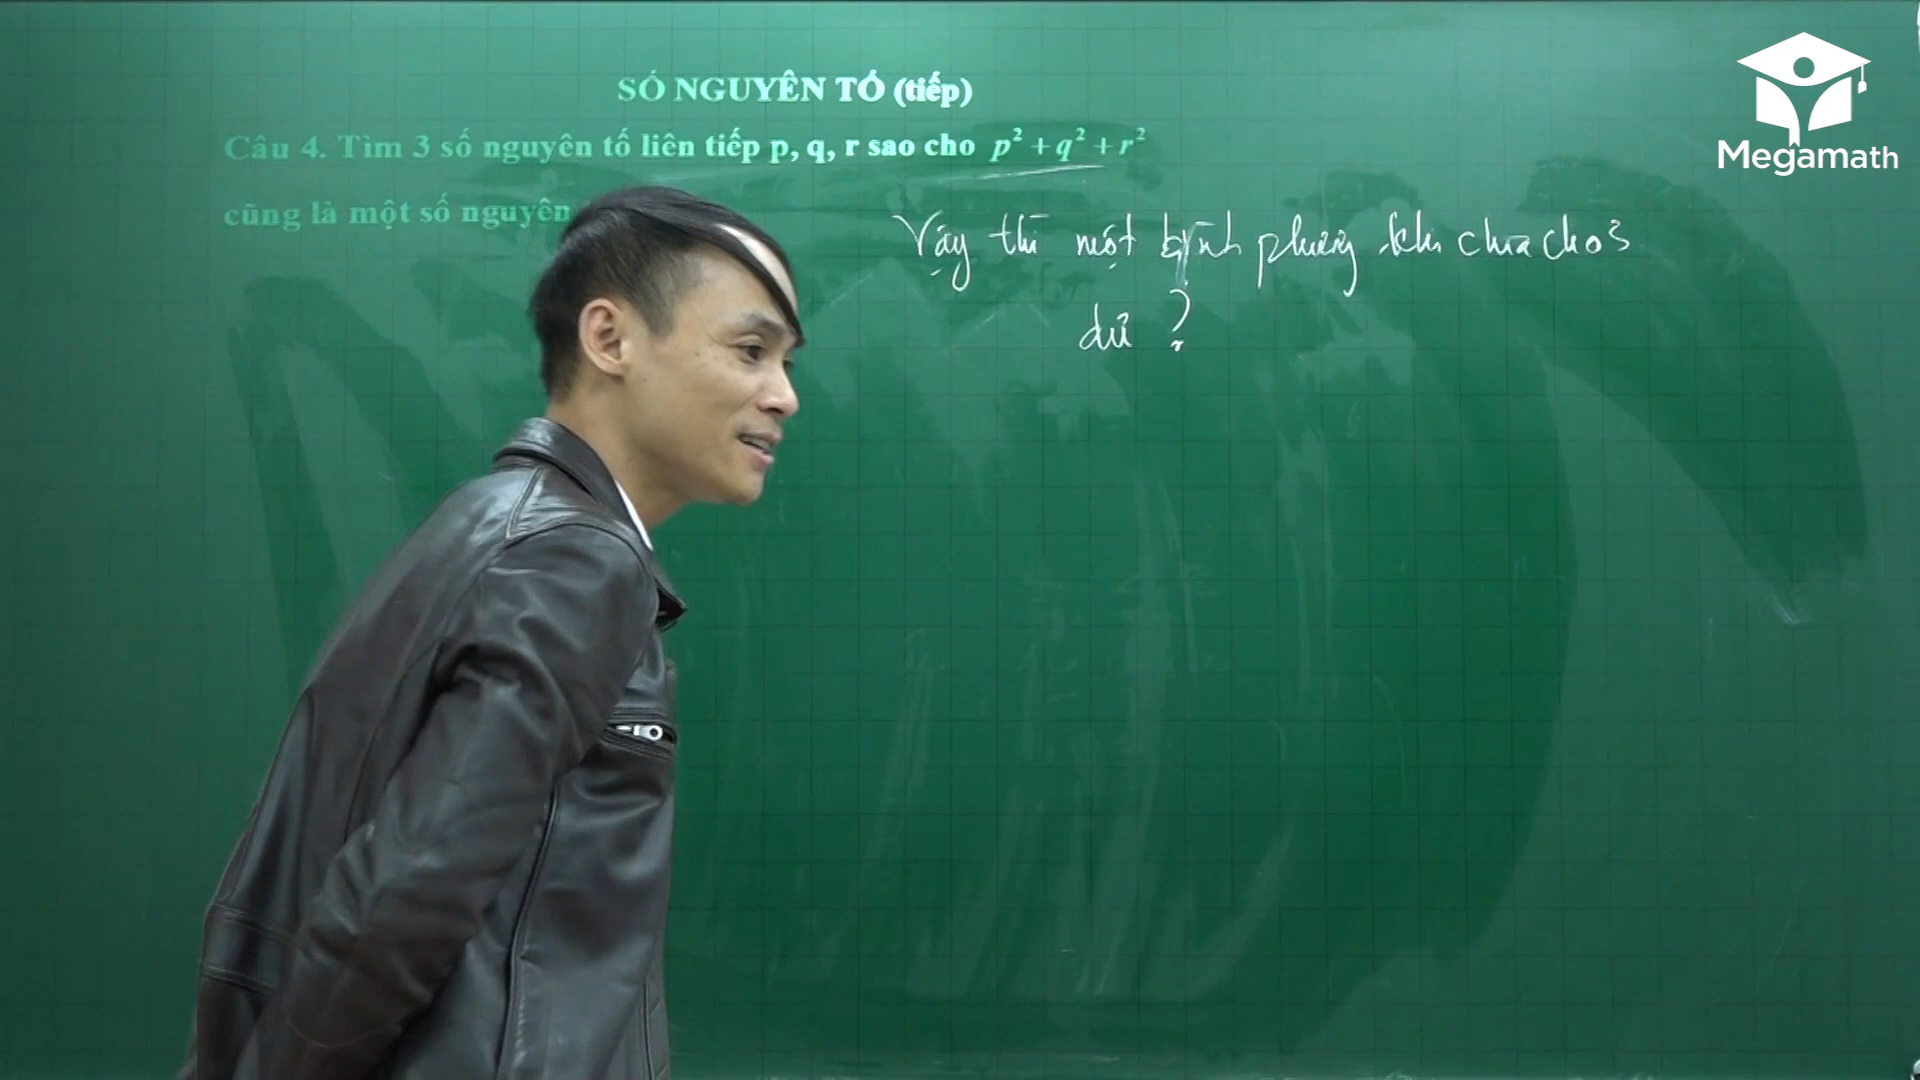 SỐ NGUYÊN TỐ (tiếp)
Câu 4. Tìm 3 số nguyên tố liên tiếp p, q, r sao cho p² + q² + r²
cũng là một số nguyên
Vậy thì một bình phương khi chia cho 3
dư ?
Megamath